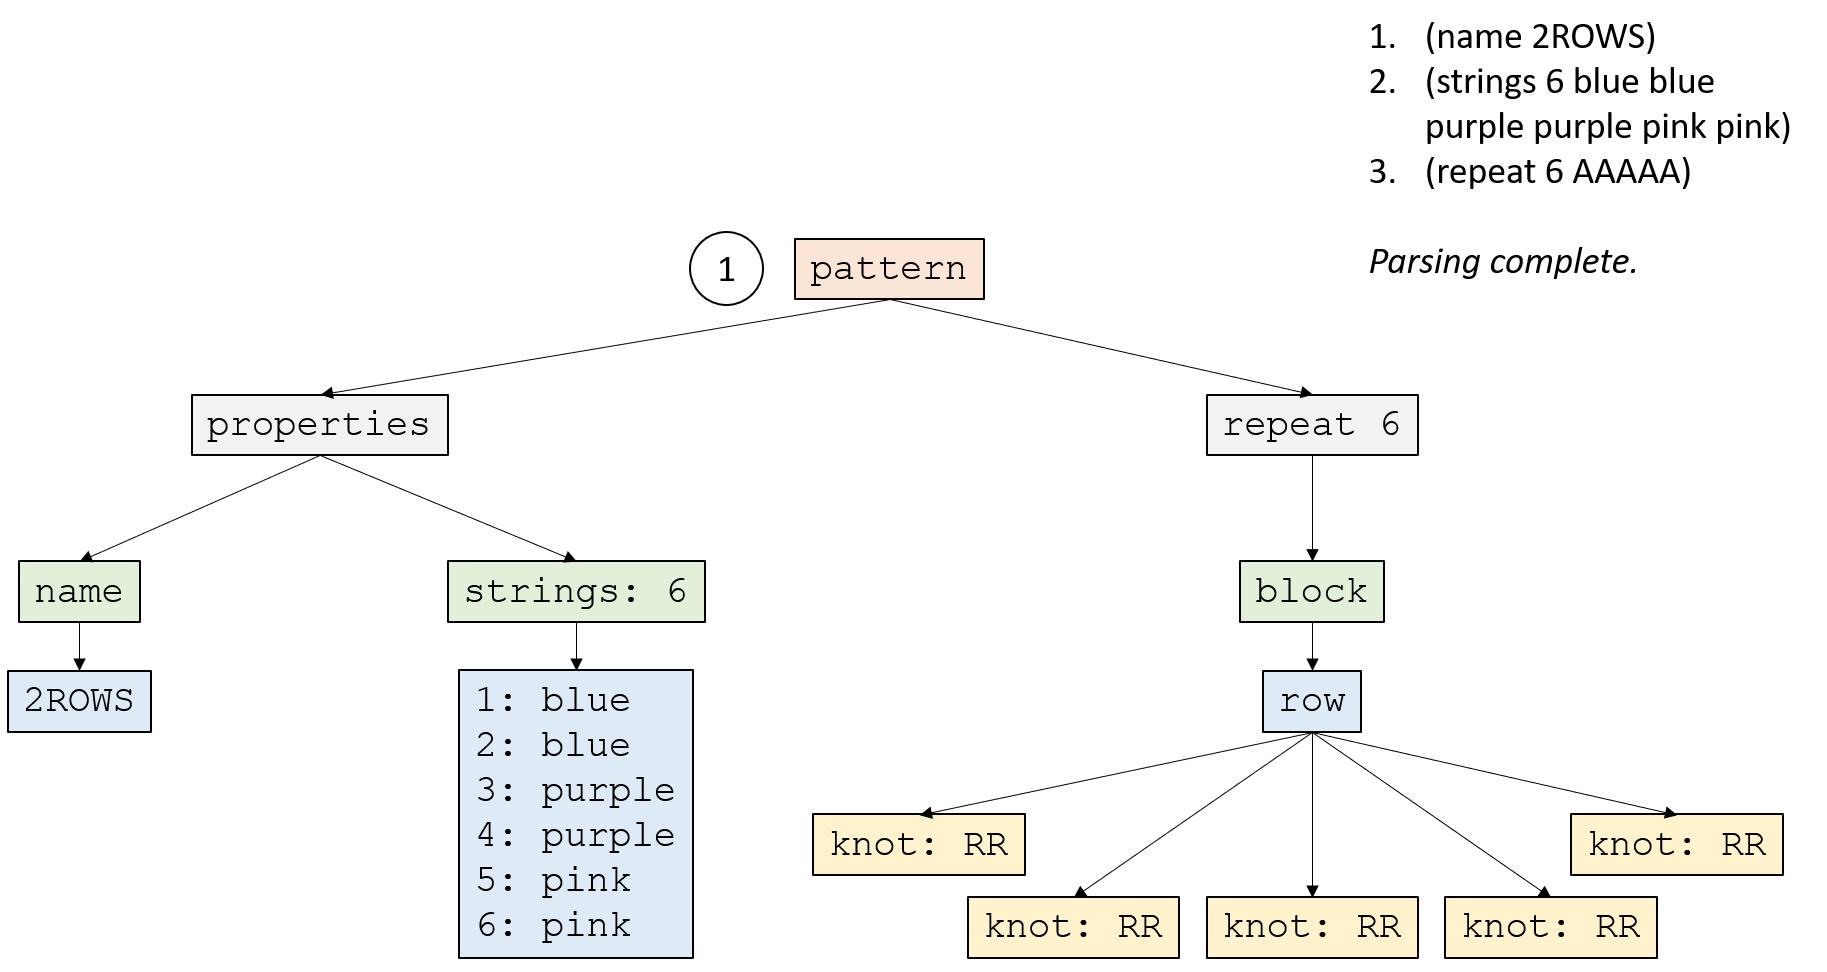 1. (name 2ROWS)
2. (strings 6 blue blue
purple purple pink pink)
3. (repeat 6 AAAAA)
Parsing complete.
1
pattern
properties
repeat 6
name
strings: 6
block
2ROWS
1: blue
2: blue
3: purple
4: purple
5: pink
6: pink
row
knot: RR
knot: RR
knot: RR
knot: RR
knot: RR